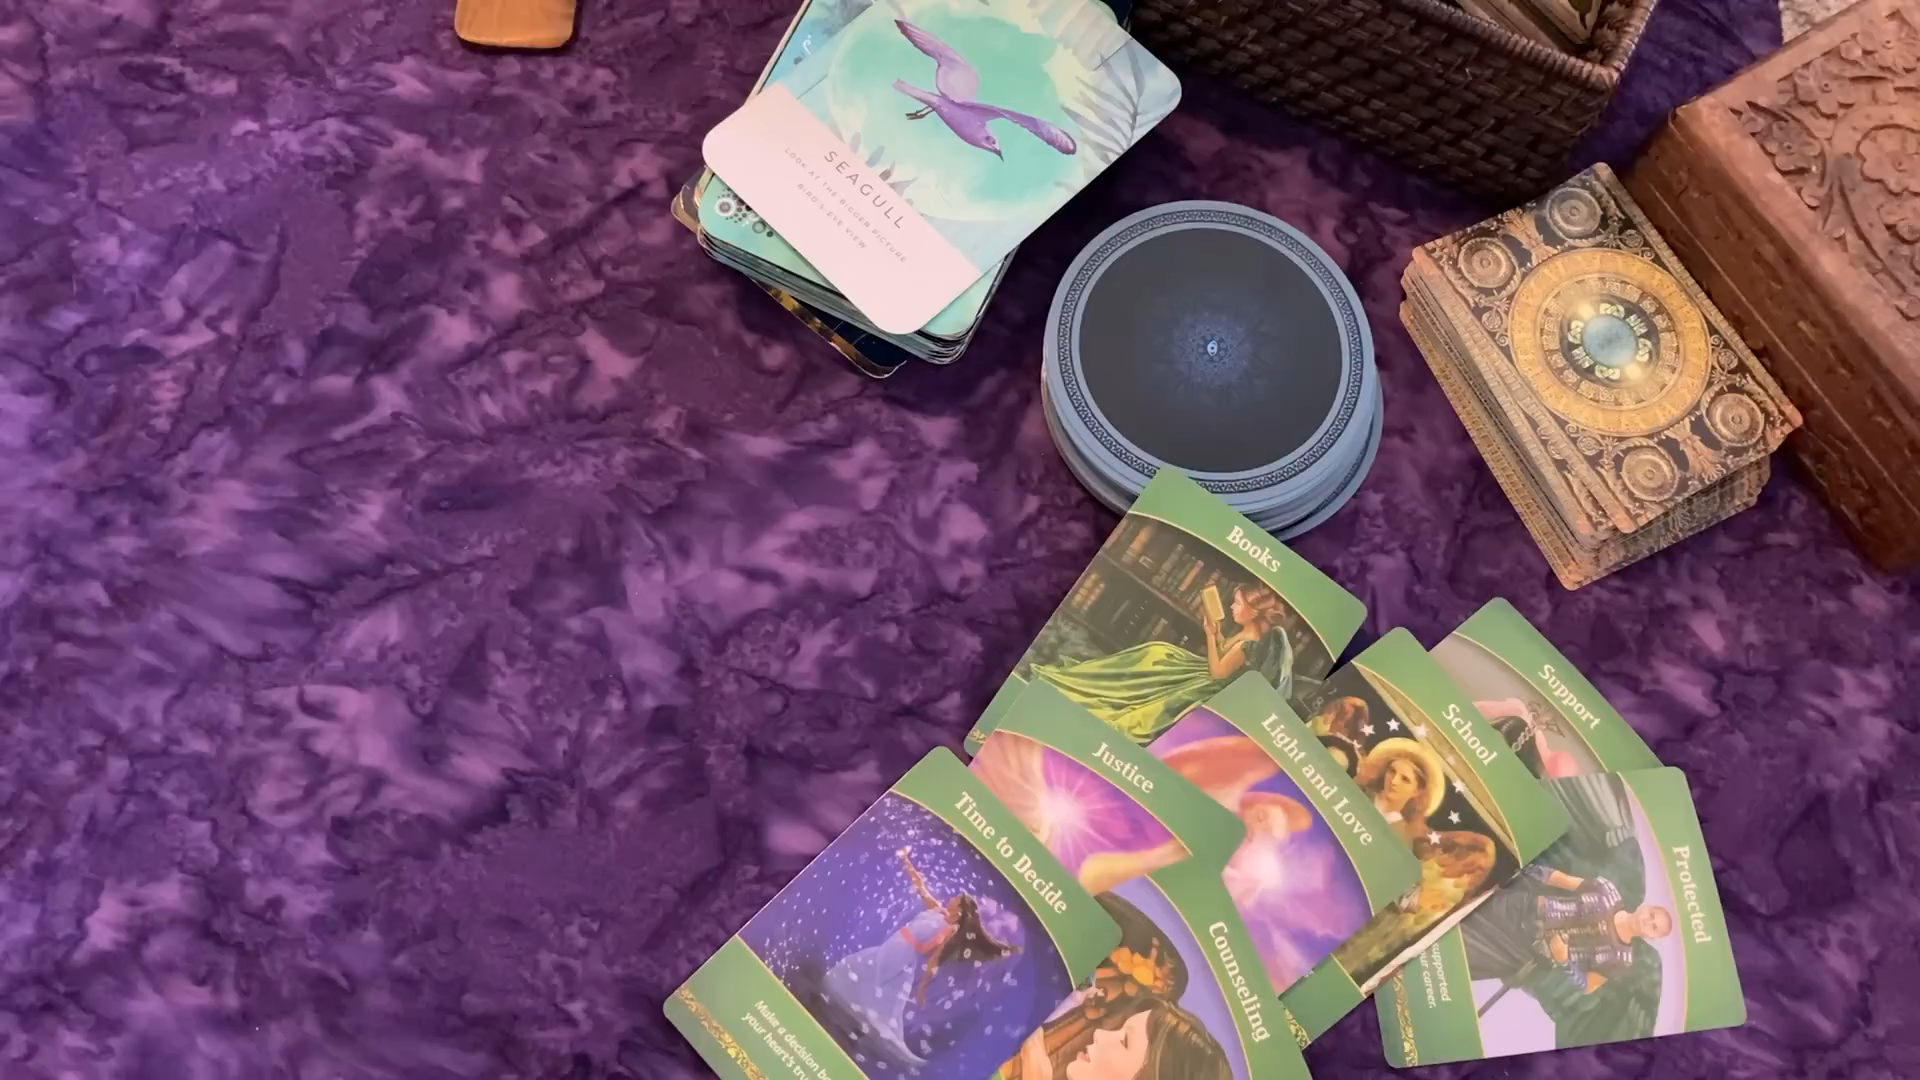 SEAGULL
LOOK AT THE BIGGER PICTURE
BIRD'S-EYE VIEW
Books
Support
School
Light and Love
Justice
Time to Decide
Protected
Counseling
supported
ur career.
Make a decision
your heart's